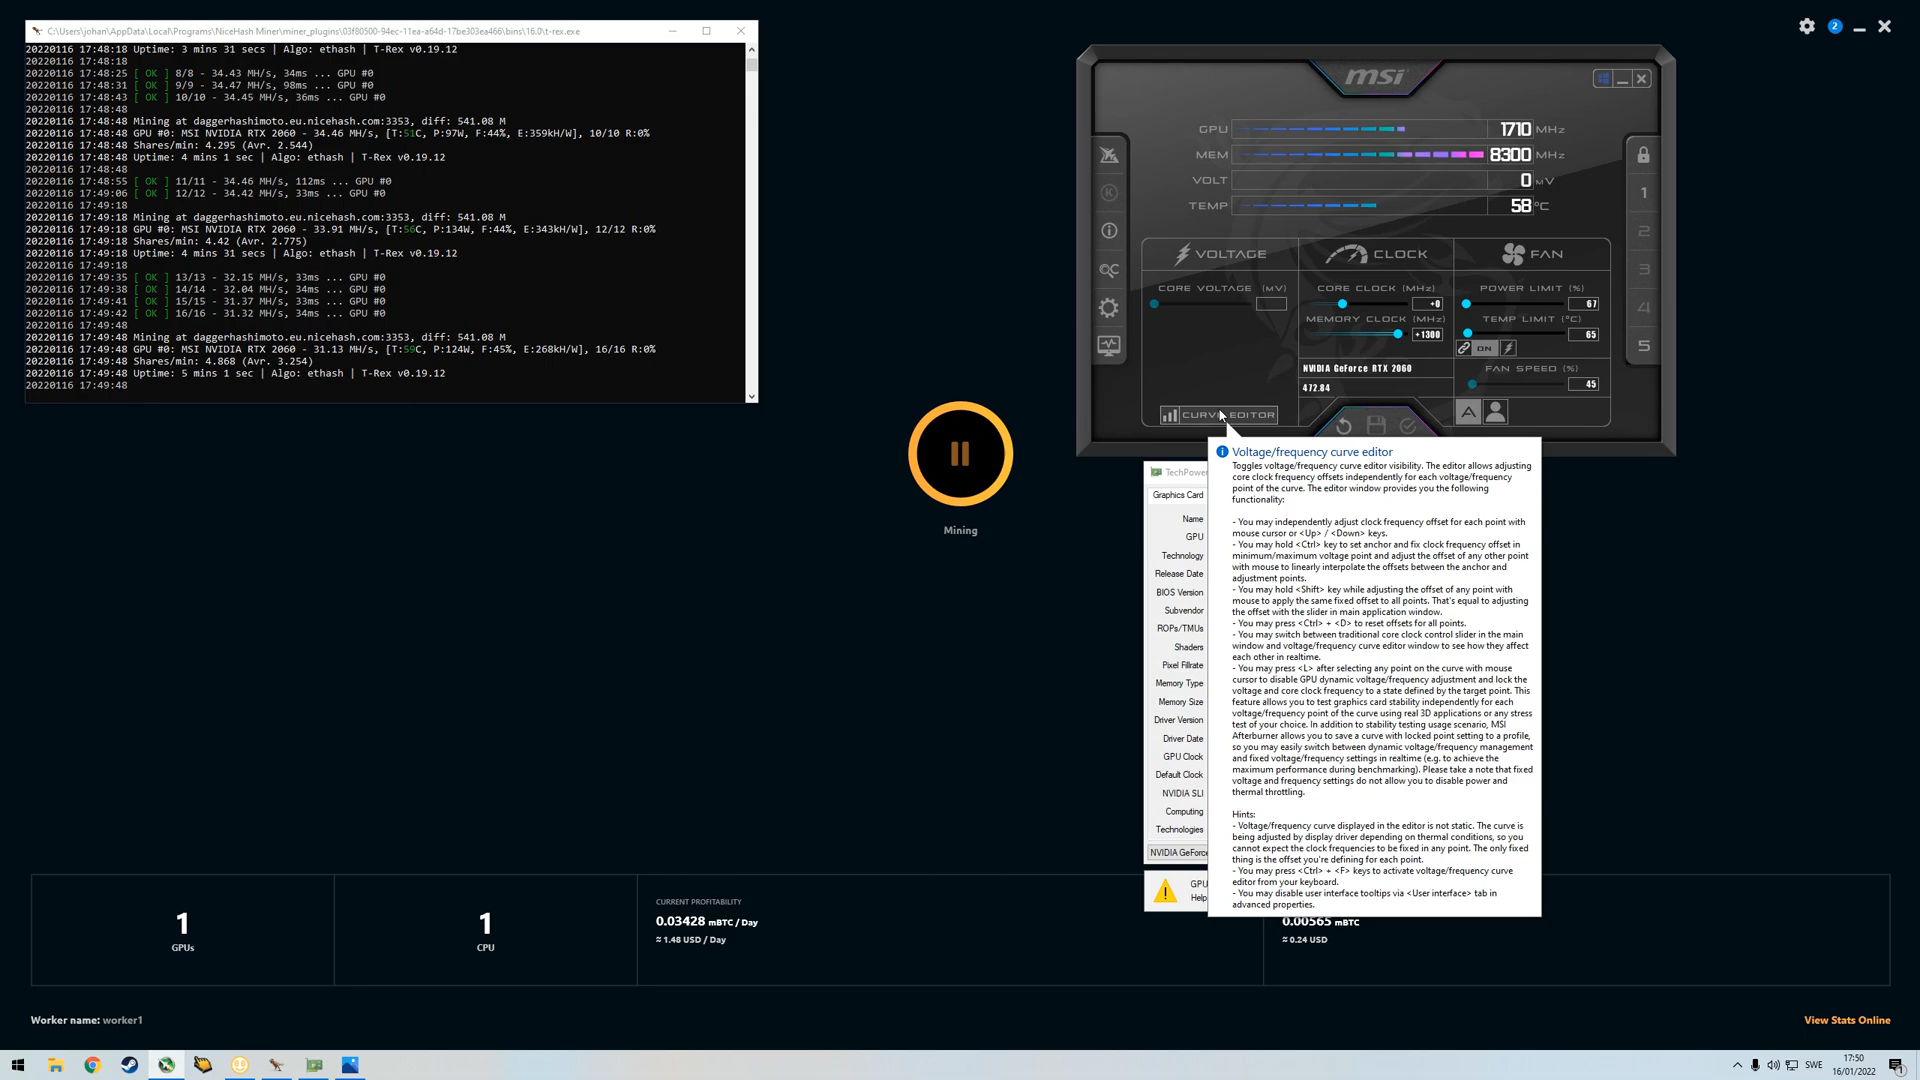 C:\Users\johan\AppData\Local\Programs\NiceHash Miner\miner_plugins\03f80500-94ec-11ea-a64d-17be303ea466\bins\16.0\t-rex.exe
20220116 17:48:18 Uptime: 3 mins 31 secs | Algo: ethash | T-Rex v0.19.12
20220116 17:48:18
20220116 17:48:25 [ OK ] 8/8 - 34.43 MH/s, 34ms ... GPU #0
20220116 17:48:31 [ OK ] 9/9 - 34.47 MH/s, 98ms ... GPU #0
20220116 17:48:43 [ OK ] 10/10 - 34.45 MH/s, 36ms ... GPU #0
20220116 17:48:48
20220116 17:48:48 Mining at daggerhashimoto.eu.nicehash.com:3353, diff: 541.08 M
20220116 17:48:48 GPU #0: MSI NVIDIA RTX 2060 - 34.46 MH/s, [T:51C, P:97W, F:44%, E:359kH/W], 10/10 R:0%
20220116 17:48:48 Shares/min: 4.295 (Avr. 2.544)
20220116 17:48:48 Uptime: 4 mins 1 sec | Algo: ethash | T-Rex v0.19.12
20220116 17:48:48
20220116 17:48:55 [ OK ] 11/11 - 34.46 MH/s, 112ms ... GPU #0
20220116 17:49:06 [ OK ] 12/12 - 34.42 MH/s, 33ms ... GPU #0
20220116 17:49:18
20220116 17:49:18 Mining at daggerhashimoto.eu.nicehash.com:3353, diff: 541.08 M
20220116 17:49:18 GPU #0: MSI NVIDIA RTX 2060 - 33.91 MH/s, [T:56C, P:134W, F:44%, E:343kH/W], 12/12 R:0%
20220116 17:49:18 Shares/min: 4.42 (Avr. 2.775)
20220116 17:49:18 Uptime: 4 mins 31 secs | Algo: ethash | T-Rex v0.19.12
20220116 17:49:18
20220116 17:49:35 [ OK ] 13/13 - 32.15 MH/s, 33ms ... GPU #0
20220116 17:49:38 [ OK ] 14/14 - 32.04 MH/s, 34ms ... GPU #0
20220116 17:49:41 [ OK ] 15/15 - 31.37 MH/s, 33ms ... GPU #0
20220116 17:49:42 [ OK ] 16/16 - 31.32 MH/s, 34ms ... GPU #0
20220116 17:49:48
20220116 17:49:48 Mining at daggerhashimoto.eu.nicehash.com:3353, diff: 541.08 M
20220116 17:49:48 GPU #0: MSI NVIDIA RTX 2060 - 31.13 MH/s, [T:59C, P:124W, F:45%, E:268kH/W], 16/16 R:0%
20220116 17:49:48 Shares/min: 4.868 (Avr. 3.254)
20220116 17:49:48 Uptime: 5 mins 1 sec | Algo: ethash | T-Rex v0.19.12
20220116 17:49:48
2
msi
GPU 1710 MHz
MEM 8300 MHz
VOLT 0 mV
TEMP 58 °C
K
OC
1
2
3
4
5
VOLTAGE
CLOCK
FAN
CORE VOLTAGE (MV)
CORE CLOCK (MHz)
+0
MEMORY CLOCK (MHz)
+1300
POWER LIMIT (%)
67
TEMP LIMIT (°C)
65
ON
FAN SPEED (%)
45
A
NVIDIA GeForce RTX 2060
472.84
CURVE EDITOR
Mining
TechPower
Graphics Card
Name
GPU
Technology
Release Date
BIOS Version
Subvendor
ROPs/TMUs
Shaders
Pixel Fillrate
Memory Type
Memory Size
Driver Version
Driver Date
GPU Clock
Default Clock
NVIDIA SLI
Computing
Technologies
NVIDIA GeForce
GPU
Help
Voltage/frequency curve editor
Toggles voltage/frequency curve editor visibility. The editor allows adjusting
core clock frequency offsets independently for each voltage/frequency
point of the curve. The editor window provides you the following
functionality:
- You may independently adjust clock frequency offset for each point with
mouse cursor or <Up> / <Down> keys.
- You may hold <Ctrl> key to set anchor and fix clock frequency offset in
minimum/maximum voltage point and adjust the offset of any other point
with mouse to linearly interpolate the offsets between the anchor and
adjustment points.
- You may hold <Shift> key while adjusting the offset of any point with
mouse to apply the same fixed offset to all points. That's equal to adjusting
the offset with the slider in main application window.
- You may press <Ctrl> + <D> to reset offsets for all points.
- You may switch between traditional core clock control slider in the main
window and voltage/frequency curve editor window to see how they affect
each other in realtime.
- You may press <L> after selecting any point on the curve with mouse
cursor to disable GPU dynamic voltage/frequency adjustment and lock the
voltage and core clock frequency to a state defined by the target point. This
feature allows you to test graphics card stability independently for each
voltage/frequency point of the curve using real 3D applications or any stress
test of your choice. In addition to stability testing usage scenario, MSI
Afterburner allows you to save a curve with locked point setting to a profile,
so you may easily switch between dynamic voltage/frequency management
and fixed voltage/frequency settings in realtime (e.g. to achieve the
maximum performance during benchmarking). Please take a note that fixed
voltage and frequency settings do not allow you to disable power and
thermal throttling.
Hints:
- Voltage/frequency curve displayed in the editor is not static. The curve is
being adjusted by display driver depending on thermal conditions, so you
cannot expect the clock frequencies to be fixed in any point. The only fixed
thing is the offset you're defining for each point.
- You may press <Ctrl> + <F> keys to activate voltage/frequency curve
editor from your keyboard.
- You may disable user interface tooltips via <User interface> tab in
advanced properties.
1
GPUs
1
CPU
CURRENT PROFITABILITY
0.03428 mBTC / Day
≈ 1.48 USD / Day
0.00565 mBTC
≈ 0.24 USD
Worker name: worker1
View Stats Online
SWE
17:50
16/01/2022